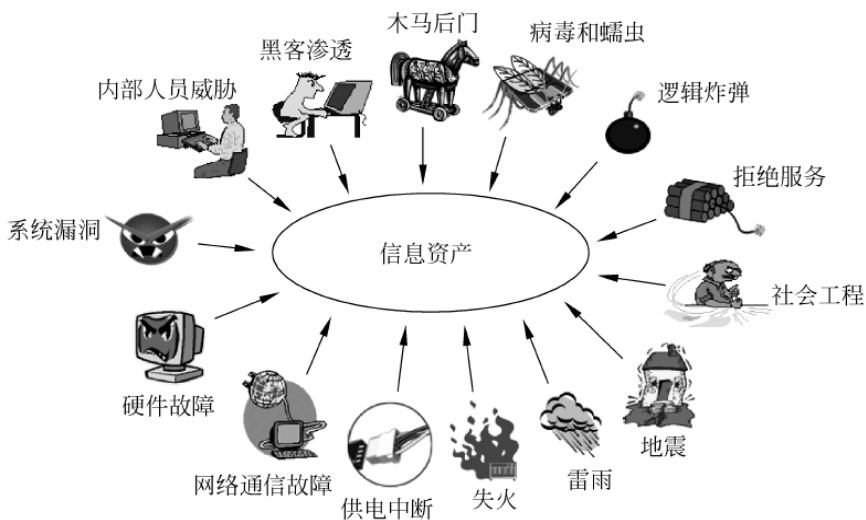 木马后门
病毒和蠕虫
黑客渗透
内部人员威胁
逻辑炸弹
拒绝服务
系统漏洞
信息资产
社会工程
硬件故障
地震
网络通信故障
供电中断
失火
雷雨